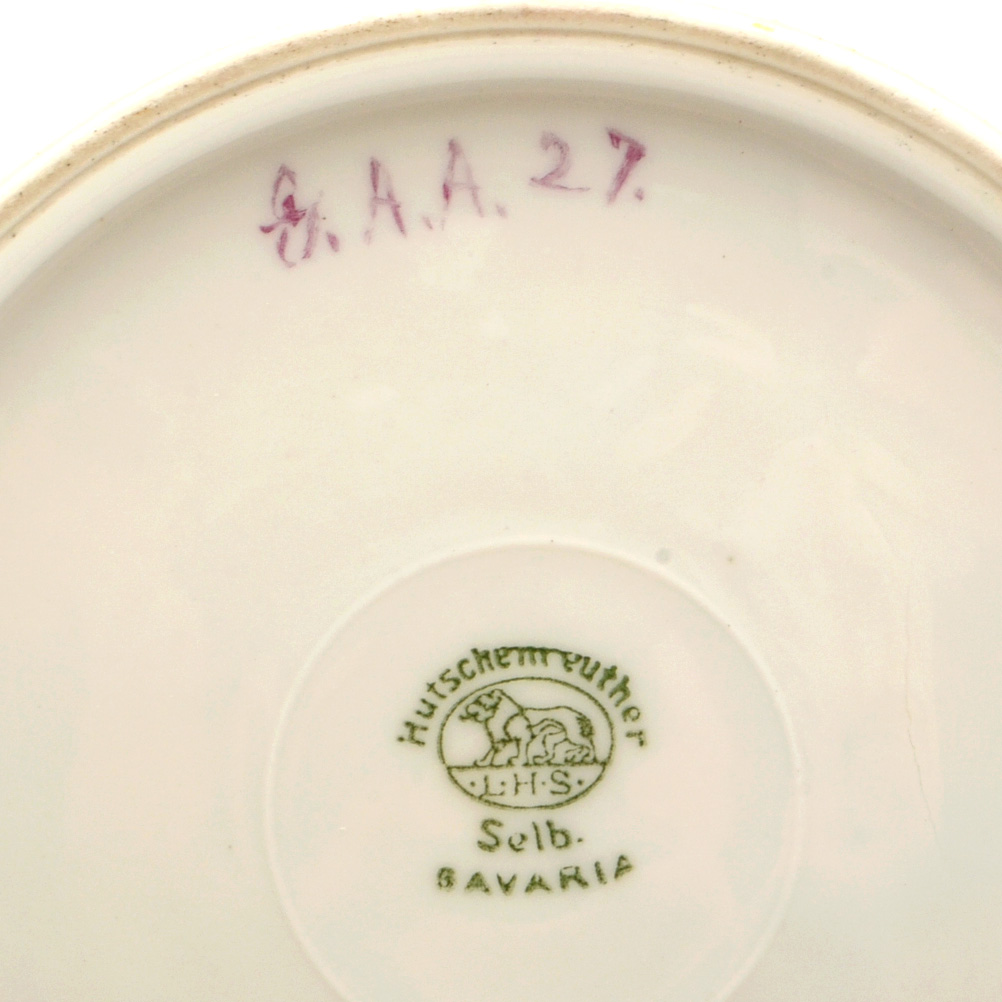 A. A. 27.
Hutschenreuther
·L·H·S·
Selb.
BAVARIA